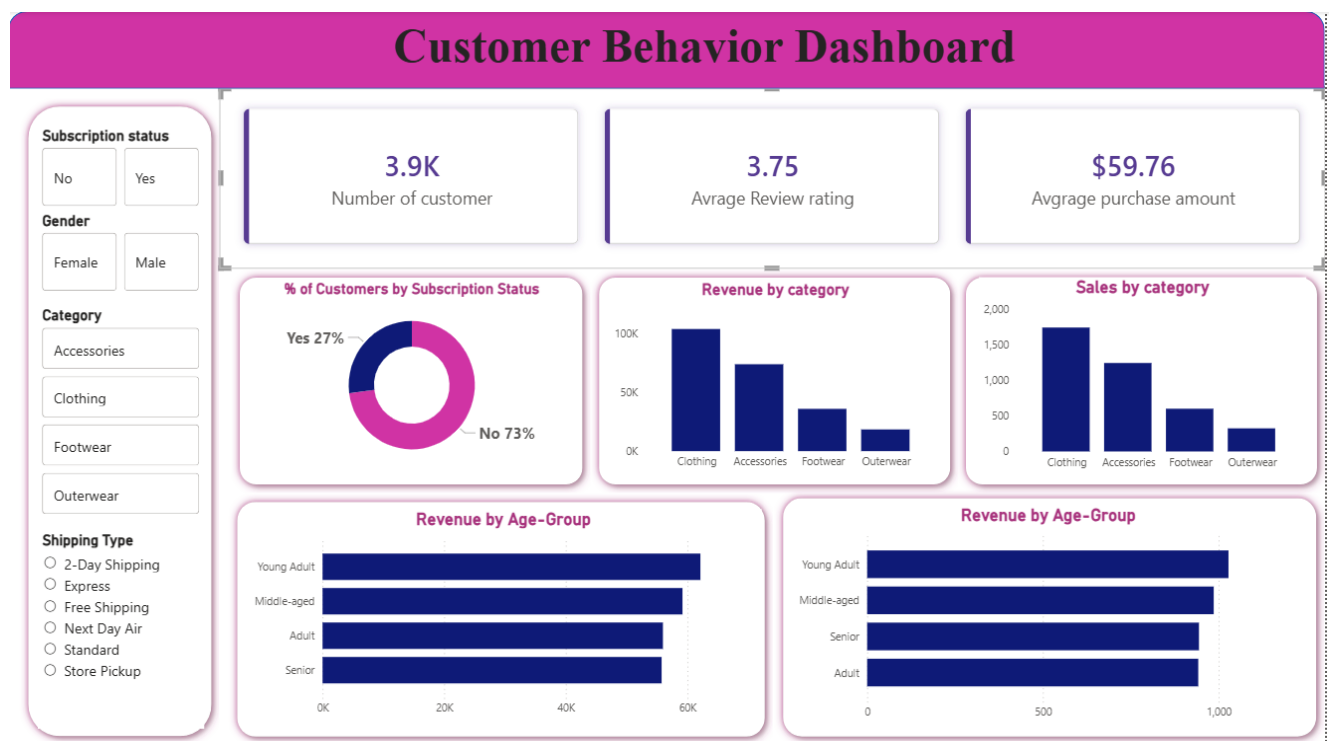 Customer Behavior Dashboard
Subscription status
No
Yes
Gender
Female
Male
Category
Accessories
Clothing
Footwear
Outerwear
Shipping Type
2-Day Shipping
Express
Free Shipping
Next Day Air
Standard
Store Pickup
3.9K
Number of customer
3.75
Avrage Review rating
$59.76
Avgrage purchase amount
% of Customers by Subscription Status
Yes 27%
No 73%
Revenue by category
100K
50K
0K
Clothing Accessories Footwear Outerwear
Sales by category
2,000
1,500
1,000
500
0
Clothing Accessories Footwear Outerwear
Revenue by Age-Group
Young Adult
Middle-aged
Adult
Senior
0K 20K 40K 60K
Revenue by Age-Group
Young Adult
Middle-aged
Senior
Adult
0 500 1,000